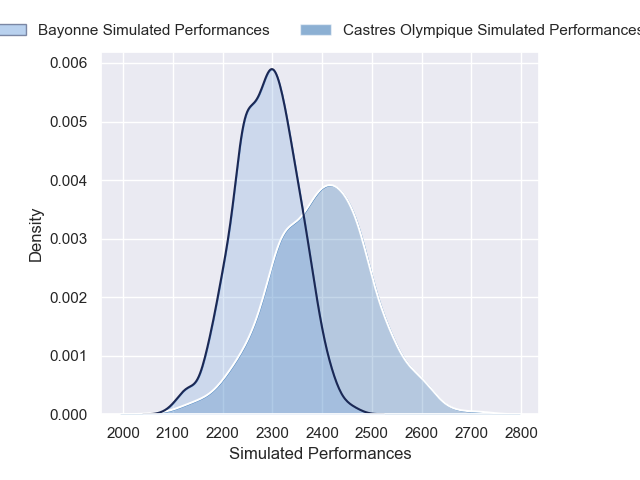 Bayonne Simulated Performances Castres Olympique Simulated Performances
0.006
0.005
0.004
0.003
0.002
0.001
0.000
Density
2000 2100 2200 2300 2400 2500 2600 2700 2800
Simulated Performances